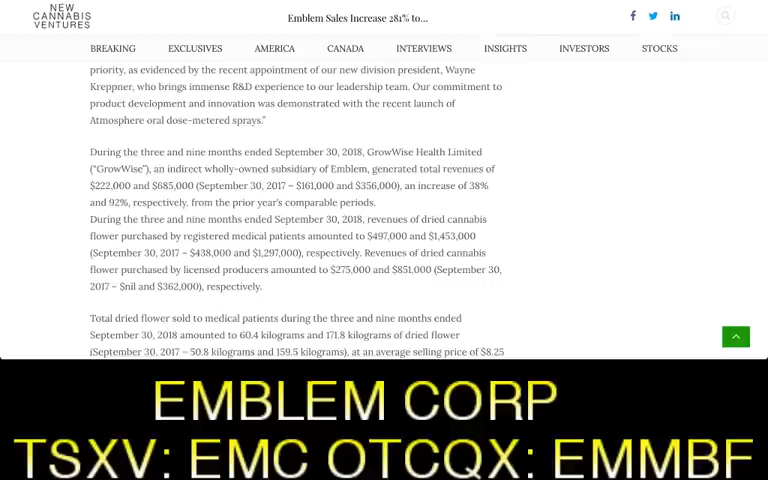 NEW
CANNABIS
VENTURES
Emblem Sales Increase 281% to...
BREAKING EXCLUSIVES AMERICA CANADA INTERVIEWS INSIGHTS INVESTORS STOCKS
priority, as evidenced by the recent appointment of our new division president, Wayne
Kreppner, who brings immense R&D experience to our leadership team. Our commitment to
product development and innovation was demonstrated with the recent launch of
Atmosphere oral dose-metered sprays.”
During the three and nine months ended September 30, 2018, GrowWise Health Limited
(“GrowWise”), an indirect wholly-owned subsidiary of Emblem, generated total revenues of
$222,000 and $685,000 (September 30, 2017 – $161,000 and $356,000), an increase of 38%
and 92%, respectively, from the prior year’s comparable periods.
During the three and nine months ended September 30, 2018, revenues of dried cannabis
flower purchased by registered medical patients amounted to $497,000 and $1,453,000
(September 30, 2017 – $438,000 and $1,297,000), respectively. Revenues of dried cannabis
flower purchased by licensed producers amounted to $275,000 and $851,000 (September 30,
2017 – $nil and $362,000), respectively.
Total dried flower sold to medical patients during the three and nine months ended
September 30, 2018 amounted to 60.4 kilograms and 171.8 kilograms of dried flower
(September 30, 2017 – 50.8 kilograms and 159.5 kilograms), at an average selling price of $8.25
EMBLEM CORP
TSXV: EMC OTCQX: EMMBF